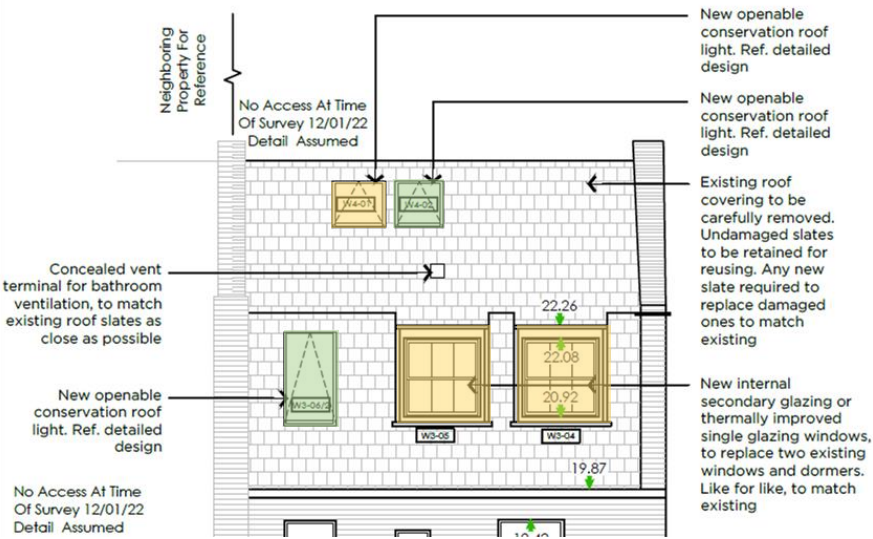 New openable
conservation roof
light. Ref. detailed
design
Neighboring
Property For
Reference
No Access At Time
Of Survey 12/01/22
Detail Assumed
New openable
conservation roof
light. Ref. detailed
design
W4-01
W4-02
Existing roof
covering to be
carefully removed.
Undamaged slates
to be retained for
reusing. Any new
slate required to
replace damaged
ones to match
existing
Concealed vent
terminal for bathroom
ventilation, to match
existing roof slates as
close as possible
22.26
22.08
20.92
New openable
conservation roof
light. Ref. detailed
design
W3-06/2
W3-05
W3-04
New internal
secondary glazing or
thermally improved
single glazing windows,
to replace two existing
windows and dormers.
Like for like, to match
existing
19.87
No Access At Time
Of Survey 12/01/22
Detail Assumed